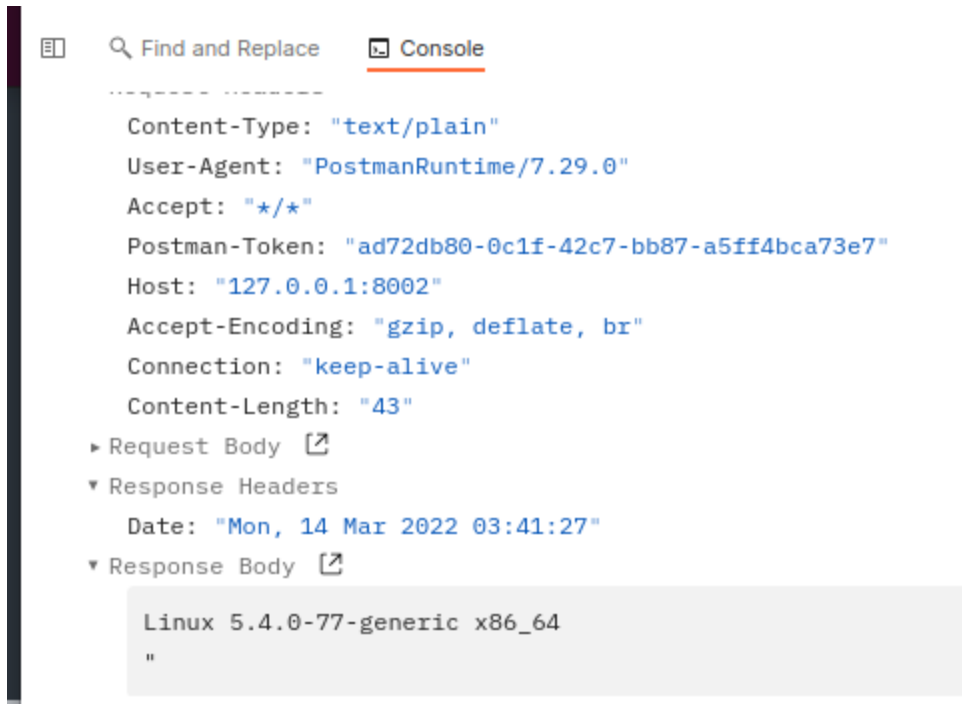 Find and Replace Console
Content-Type: "text/plain"
User-Agent: "PostmanRuntime/7.29.0"
Accept: "*/*"
Postman-Token: "ad72db80-0c1f-42c7-bb87-a5ff4bca73e7"
Host: "127.0.0.1:8002"
Accept-Encoding: "gzip, deflate, br"
Connection: "keep-alive"
Content-Length: "43"
Request Body
Response Headers
Date: "Mon, 14 Mar 2022 03:41:27"
Response Body
Linux 5.4.0-77-generic x86_64
"